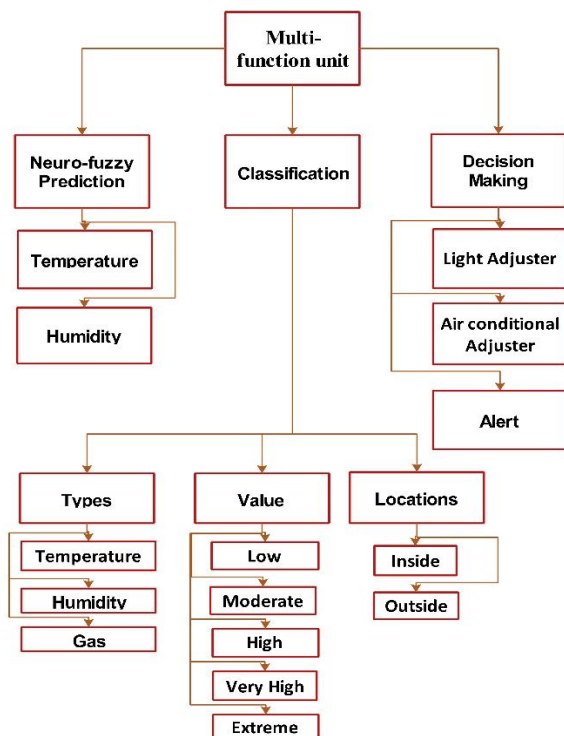 Multi-
function unit
Neuro-fuzzy
Prediction
Classification
Decision
Making
Temperature
Humidity
Light Adjuster
Air conditional
Adjuster
Alert
Types
Value
Locations
Temperature
Humidity
Gas
Low
Moderate
High
Very High
Extreme
Inside
Outside